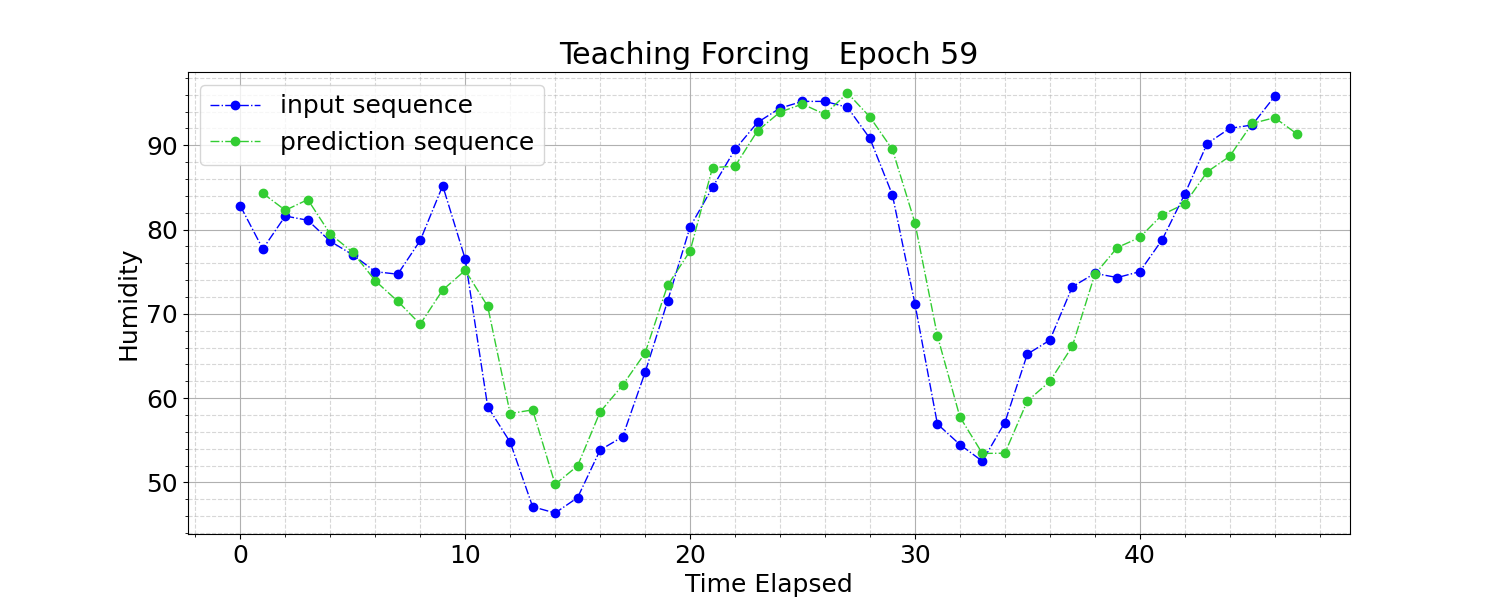 Teaching Forcing   Epoch 59
input sequence
prediction sequence
Humidity
90
80
70
60
50
0 10 20 30 40
Time Elapsed